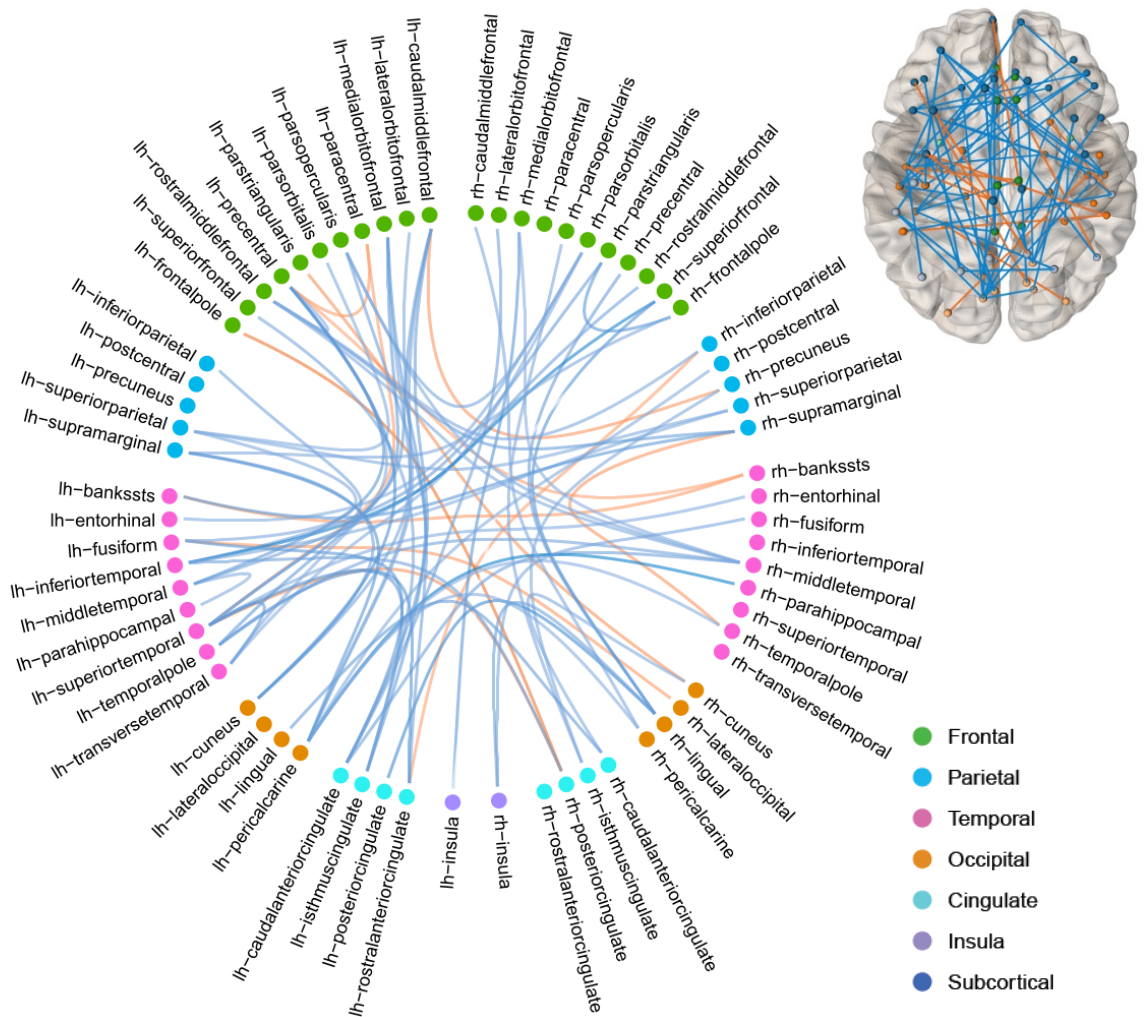 lh−caudalmiddlefrontal
lh−lateralorbitofrontal
lh−medialorbitofrontal
lh−paracentral
lh−parsopercularis
lh−parsorbitalis
lh−parstriangularis
lh−precentral
lh−rostralmiddlefrontal
lh−superiorfrontal
lh−frontalpole
lh−inferiorparietal
lh−postcentral
lh−precuneus
lh−superiorparietal
lh−supramarginal
lh−bankssts
lh−entorhinal
lh−fusiform
lh−inferiortemporal
lh−middletemporal
lh−parahippocampal
lh−superiortemporal
lh−temporalpole
lh−transversetemporal
lh−cuneus
lh−lateraloccipital
lh−lingual
lh−pericalcarine
lh−caudalanteriorcingulate
lh−isthmuscingulate
lh−posteriorcingulate
lh−rostralanteriorcingulate
lh−insula
rh−insula
rh−rostralanteriorcingulate
rh−posteriorcingulate
rh−isthmuscingulate
rh−caudalanteriorcingulate
rh−pericalcarine
rh−lingual
rh−lateraloccipital
rh−cuneus
rh−transversetemporal
rh−temporalpole
rh−superiortemporal
rh−parahippocampal
rh−middletemporal
rh−inferiortemporal
rh−fusiform
rh−entorhinal
rh−bankssts
rh−supramarginal
rh−superiorparietal
rh−precuneus
rh−postcentral
rh−inferiorparietal
rh−frontalpole
rh−superiorfrontal
rh−rostralmiddlefrontal
rh−precentral
rh−parstriangularis
rh−parsorbitalis
rh−parsopercularis
rh−paracentral
rh−medialorbitofrontal
rh−lateralorbitofrontal
rh−caudalmiddlefrontal
Frontal
Parietal
Temporal
Occipital
Cingulate
Insula
Subcortical